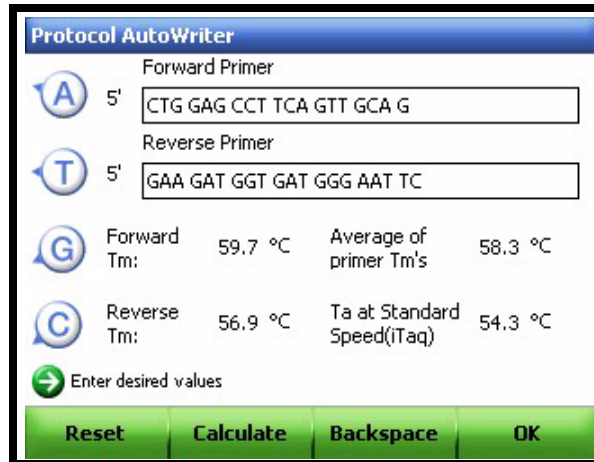 Protocol AutoWriter
Forward Primer
A 5' CTG GAG CCT TCA GTT GCA G
Reverse Primer
T 5' GAA GAT GGT GAT GGG AAT TC
G Forward Tm: 59.7 °C Average of primer Tm's 58.3 °C
C Reverse Tm: 56.9 °C Ta at Standard Speed(iTaq) 54.3 °C
Enter desired values
Reset Calculate Backspace OK